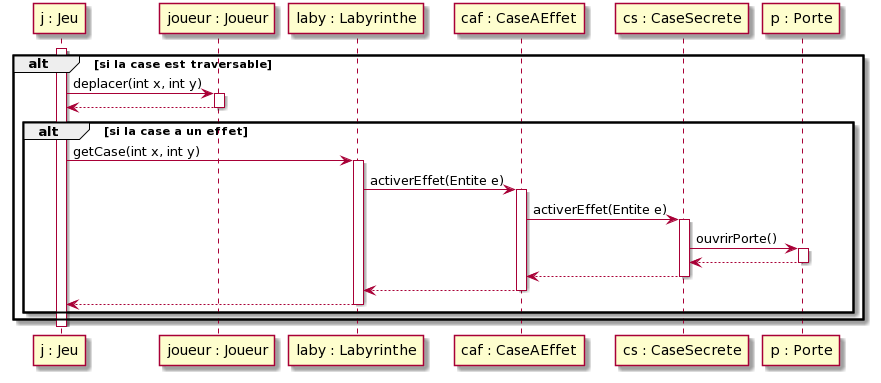 j : Jeu
joueur : Joueur
laby : Labyrinthe
caf : CaseAEffet
cs : CaseSecrete
p : Porte
alt [si la case est traversable]
deplacer(int x, int y)
alt [si la case a un effet]
getCase(int x, int y)
activerEffet(Entite e)
activerEffet(Entite e)
ouvrirPorte()
j : Jeu
joueur : Joueur
laby : Labyrinthe
caf : CaseAEffet
cs : CaseSecrete
p : Porte